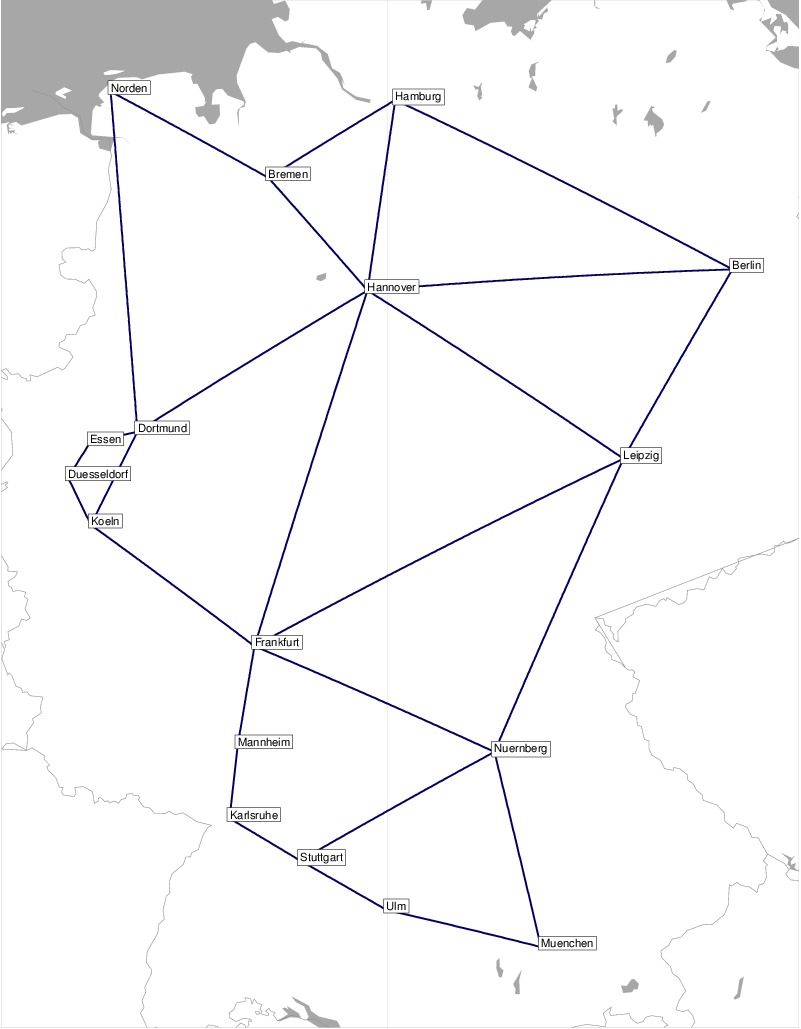 Norden
Hamburg
Bremen
Berlin
Hannover
Dortmund
Essen
Leipzig
Duesseldorf
Koeln
Frankfurt
Mannheim
Nuernberg
Karlsruhe
Stuttgart
Ulm
Muenchen